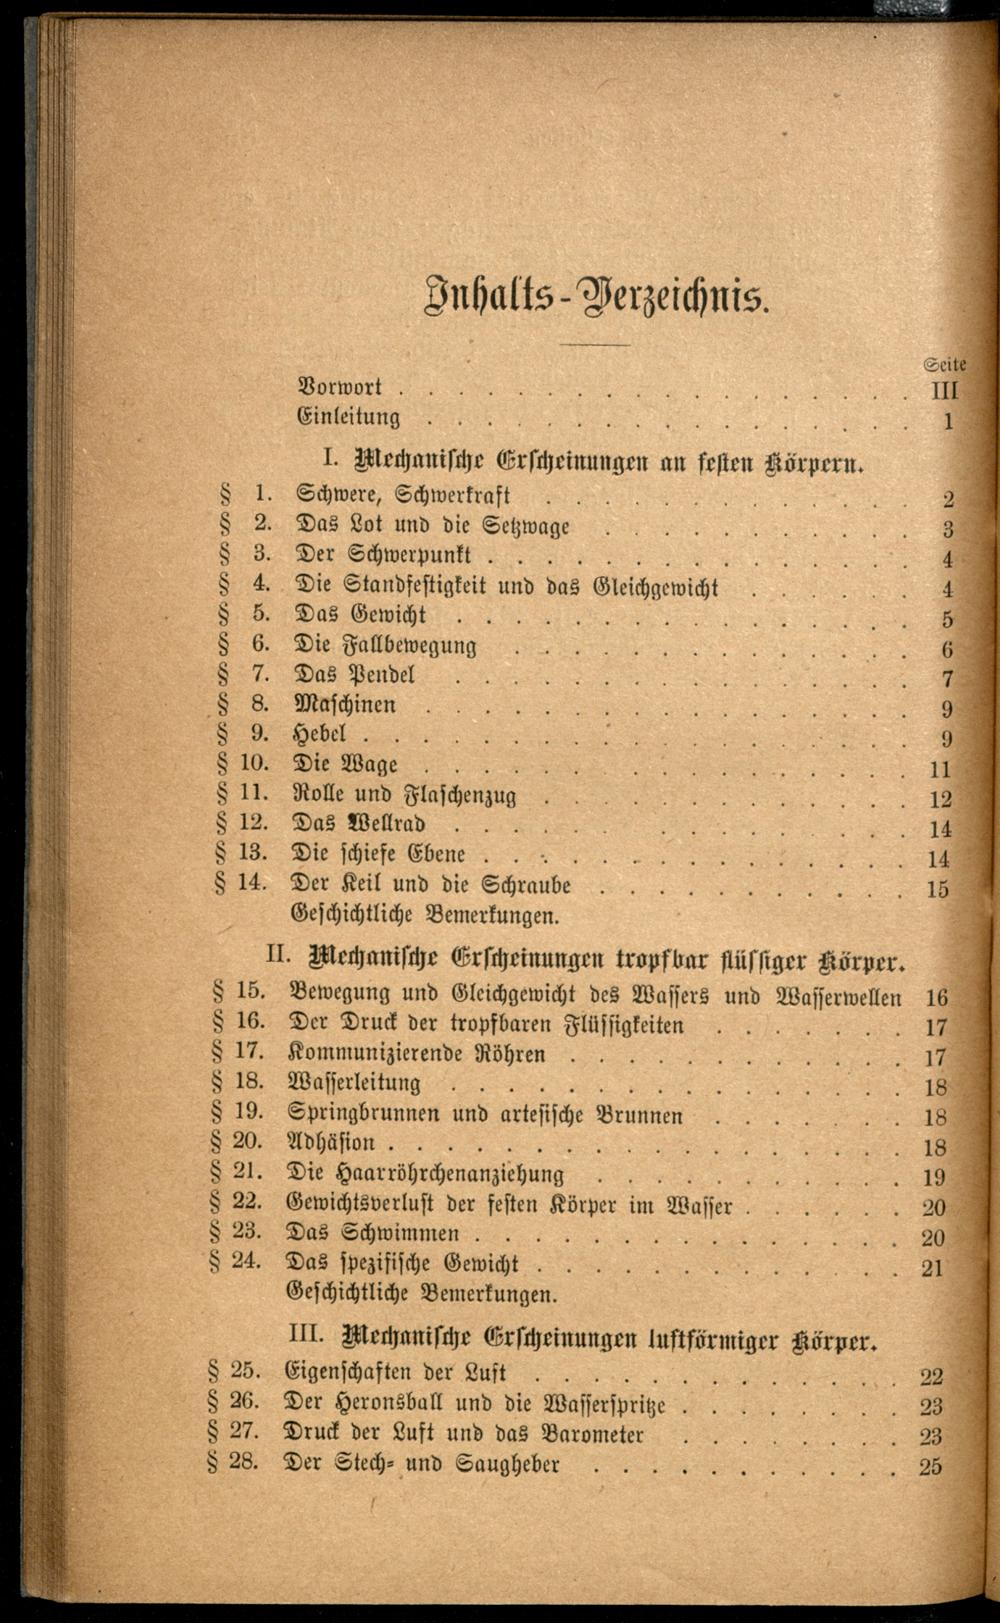 Inhalts-Verzeichnis.
Seite
Vorwort . . . . . . . . . . . . . . . . . . III
Einleitung . . . . . . . . . . . . . . . . . 1
I. Mechanische Erscheinungen an festen Körpern.
§ 1. Schwere, Schwerkraft . . . . . . . . . . . . . 2
§ 2. Das Lot und die Setzwage . . . . . . . . . . . 3
§ 3. Der Schwerpunkt . . . . . . . . . . . . . . . 4
§ 4. Die Standfestigkeit und das Gleichgewicht . . . . . . 4
§ 5. Das Gewicht . . . . . . . . . . . . . . . . 5
§ 6. Die Fallbewegung . . . . . . . . . . . . . . 6
§ 7. Das Pendel . . . . . . . . . . . . . . . . 7
§ 8. Maschinen . . . . . . . . . . . . . . . . . 9
§ 9. Hebel . . . . . . . . . . . . . . . . . . . 9
§ 10. Die Wage . . . . . . . . . . . . . . . . . 11
§ 11. Rolle und Flaschenzug . . . . . . . . . . . . . 12
§ 12. Das Wellrad . . . . . . . . . . . . . . . . 14
§ 13. Die schiefe Ebene . . . . . . . . . . . . . . . 14
§ 14. Der Keil und die Schraube . . . . . . . . . . . 15
Geschichtliche Bemerkungen.
II. Mechanische Erscheinungen tropfbar flüssiger Körper.
§ 15. Bewegung und Gleichgewicht des Wassers und Wasserwellen 16
§ 16. Der Druck der tropfbaren Flüssigkeiten . . . . . . . 17
§ 17. Kommunizierende Röhren . . . . . . . . . . . . 17
§ 18. Wasserleitung . . . . . . . . . . . . . . . . 18
§ 19. Springbrunnen und artesische Brunnen . . . . . . . 18
§ 20. Adhäsion . . . . . . . . . . . . . . . . . . 18
§ 21. Die Haarröhrchenanziehung . . . . . . . . . . . 19
§ 22. Gewichtsverlust der festen Körper im Wasser . . . . . . 20
§ 23. Das Schwimmen . . . . . . . . . . . . . . . 20
§ 24. Das spezifische Gewicht . . . . . . . . . . . . . 21
Geschichtliche Bemerkungen.
III. Mechanische Erscheinungen luftförmiger Körper.
§ 25. Eigenschaften der Luft . . . . . . . . . . . . . 22
§ 26. Der Heronsball und die Wasserspritze . . . . . . . . 23
§ 27. Druck der Luft und das Barometer . . . . . . . . 23
§ 28. Der Stech- und Saugheber . . . . . . . . . . . 25